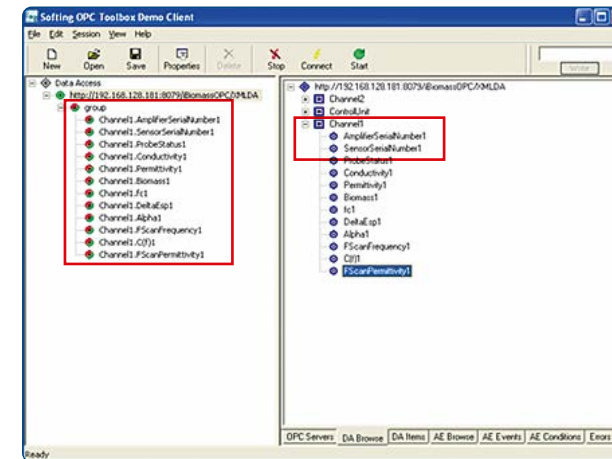 Softing OPC Toolbox Demo Client
File Edit Session View Help
New Open Save Properties Delete Stop Connect Start Write
Data Access
http://192.168.128.181:8079/BiomassOPC/XMLDA
group
Channel1.AmplifierSerialNumber1
Channel1.SensorSerialNumber1
Channel1.ProbeStatus1
Channel1.Conductivity1
Channel1.Permittivity1
Channel1.Biomass1
Channel1.fc1
Channel1.DeltaEsp1
Channel1.Alpha1
Channel1.FScanFrequency1
Channel1.C(f)1
Channel1.FScanPermittivity1
http://192.168.128.181:8079/BiomassOPC/XMLDA
Channel2
ControlUnit
Channel1
AmplifierSerialNumber1
SensorSerialNumber1
ProbeStatus1
Conductivity1
Permittivity1
Biomass1
fc1
DeltaEsp1
Alpha1
FScanFrequency1
C(f)1
FScanPermittivity1
OPC Servers DA Browse DA Items AE Browse AE Events AE Conditions Errors
Ready